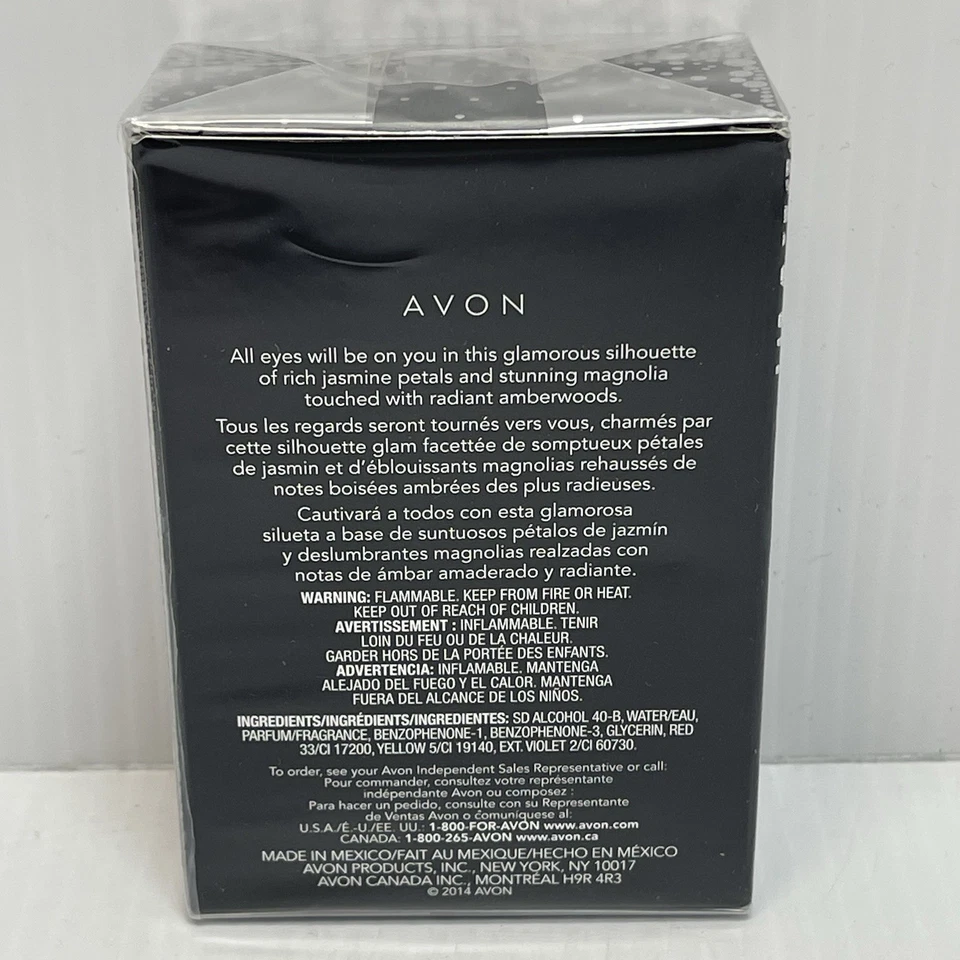 AVON
All eyes will be on you in this glamorous silhouette
of rich jasmine petals and stunning magnolia
touched with radiant amberwoods.
Tous les regards seront tournés vers vous, charmés par
cette silhouette glam facettée de somptueux pétales
de jasmin et d'éblouissants magnolias rehaussés de
notes boisées ambrées des plus radieuses.
Cautivará a todos con esta glamorosa
silueta a base de suntuosos pétalos de jazmín
y deslumbrantes magnolias realzadas con
notas de ámbar amaderado y radiante.
WARNING: FLAMMABLE. KEEP FROM FIRE OR HEAT.
KEEP OUT OF REACH OF CHILDREN.
AVERTISSEMENT : INFLAMMABLE. TENIR
LOIN DU FEU OU DE LA CHALEUR.
GARDER HORS DE LA PORTÉE DES ENFANTS.
ADVERTENCIA: INFLAMABLE. MANTENGA
ALEJADO DEL FUEGO Y EL CALOR. MANTENGA
FUERA DEL ALCANCE DE LOS NIÑOS.
INGREDIENTS/INGRÉDIENTS/INGREDIENTES: SD ALCOHOL 40-B, WATER/EAU,
PARFUM/FRAGRANCE, BENZOPHENONE-1, BENZOPHENONE-3, GLYCERIN, RED
33/CI 17200, YELLOW 5/CI 19140, EXT. VIOLET 2/CI 60730.
To order, see your Avon Independent Sales Representative or call:
Pour commander, consultez votre représentante
indépendante Avon ou composez :
Para hacer un pedido, consulte con su Representante
de Ventas Avon o comuníquese al:
U.S.A./É.-U./EE. UU.: 1-800-FOR-AVON www.avon.com
CANADA: 1-800-265-AVON www.avon.ca
MADE IN MEXICO/FAIT AU MEXIQUE/HECHO EN MÉXICO
AVON PRODUCTS, INC., NEW YORK, NY 10017
AVON CANADA INC., MONTRÉAL H9R 4R3
© 2014 AVON